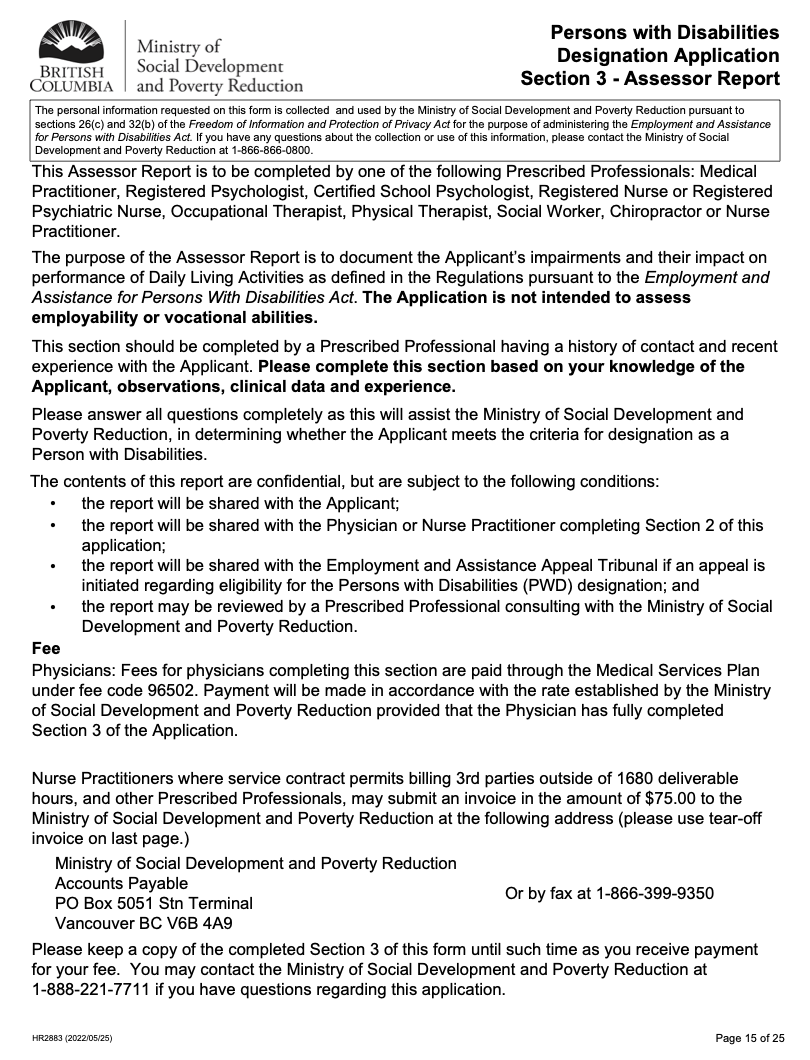 BRITISH
COLUMBIA
Ministry of
Social Development
and Poverty Reduction
Persons with Disabilities
Designation Application
Section 3 - Assessor Report
The personal information requested on this form is collected and used by the Ministry of Social Development and Poverty Reduction pursuant to
sections 26(c) and 32(b) of the Freedom of Information and Protection of Privacy Act for the purpose of administering the Employment and Assistance
for Persons with Disabilities Act. If you have any questions about the collection or use of this information, please contact the Ministry of Social
Development and Poverty Reduction at 1-866-866-0800.
This Assessor Report is to be completed by one of the following Prescribed Professionals: Medical
Practitioner, Registered Psychologist, Certified School Psychologist, Registered Nurse or Registered
Psychiatric Nurse, Occupational Therapist, Physical Therapist, Social Worker, Chiropractor or Nurse
Practitioner.
The purpose of the Assessor Report is to document the Applicant's impairments and their impact on
performance of Daily Living Activities as defined in the Regulations pursuant to the Employment and
Assistance for Persons With Disabilities Act. The Application is not intended to assess
employability or vocational abilities.
This section should be completed by a Prescribed Professional having a history of contact and recent
experience with the Applicant. Please complete this section based on your knowledge of the
Applicant, observations, clinical data and experience.
Please answer all questions completely as this will assist the Ministry of Social Development and
Poverty Reduction, in determining whether the Applicant meets the criteria for designation as a
Person with Disabilities.
The contents of this report are confidential, but are subject to the following conditions:
• the report will be shared with the Applicant;
• the report will be shared with the Physician or Nurse Practitioner completing Section 2 of this
application;
• the report will be shared with the Employment and Assistance Appeal Tribunal if an appeal is
initiated regarding eligibility for the Persons with Disabilities (PWD) designation; and
• the report may be reviewed by a Prescribed Professional consulting with the Ministry of Social
Development and Poverty Reduction.
Fee
Physicians: Fees for physicians completing this section are paid through the Medical Services Plan
under fee code 96502. Payment will be made in accordance with the rate established by the Ministry
of Social Development and Poverty Reduction provided that the Physician has fully completed
Section 3 of the Application.
Nurse Practitioners where service contract permits billing 3rd parties outside of 1680 deliverable
hours, and other Prescribed Professionals, may submit an invoice in the amount of $75.00 to the
Ministry of Social Development and Poverty Reduction at the following address (please use tear-off
invoice on last page.)
Ministry of Social Development and Poverty Reduction
Accounts Payable
PO Box 5051 Stn Terminal
Vancouver BC V6B 4A9
Or by fax at 1-866-399-9350
Please keep a copy of the completed Section 3 of this form until such time as you receive payment
for your fee. You may contact the Ministry of Social Development and Poverty Reduction at
1-888-221-7711 if you have questions regarding this application.
HR2883 (2022/05/25)
Page 15 of 25